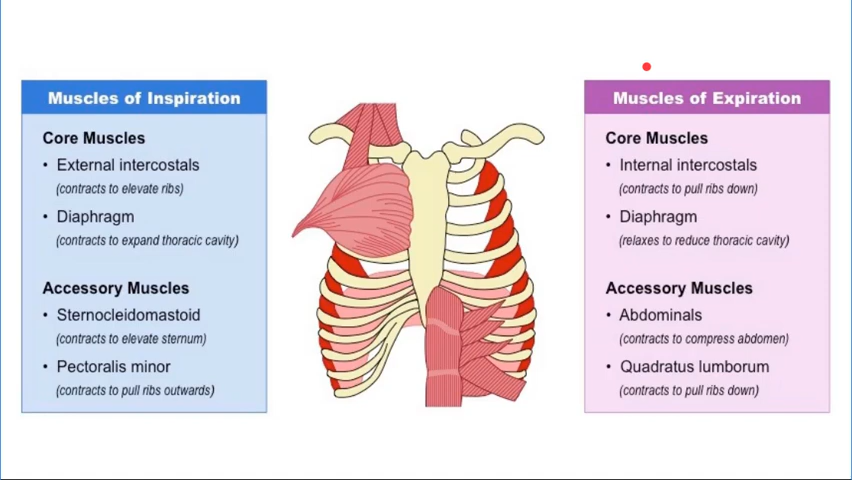 Muscles of Inspiration
Core Muscles
• External intercostals
(contracts to elevate ribs)
• Diaphragm
(contracts to expand thoracic cavity)
Accessory Muscles
• Sternocleidomastoid
(contracts to elevate sternum)
• Pectoralis minor
(contracts to pull ribs outwards)
Muscles of Expiration
Core Muscles
• Internal intercostals
(contracts to pull ribs down)
• Diaphragm
(relaxes to reduce thoracic cavity)
Accessory Muscles
• Abdominals
(contracts to compress abdomen)
• Quadratus lumborum
(contracts to pull ribs down)